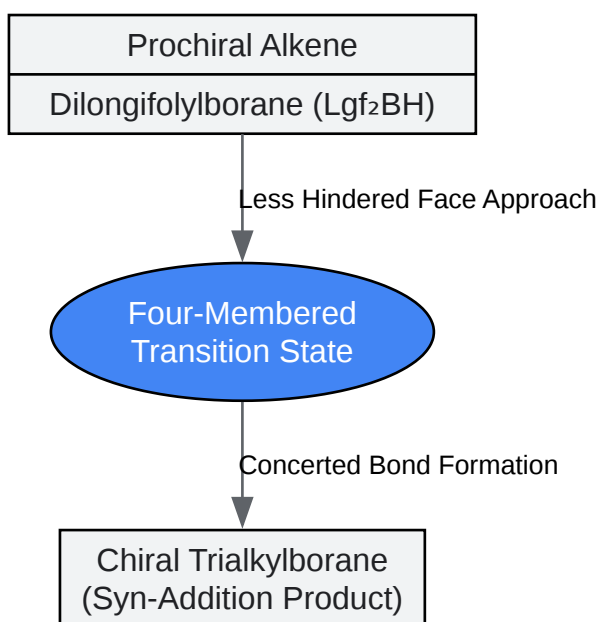 Prochiral Alkene
Dilongifolylborane (Lgf₂BH)
Less Hindered Face Approach
Four-Membered
Transition State
Concerted Bond Formation
Chiral Trialkylborane
(Syn-Addition Product)